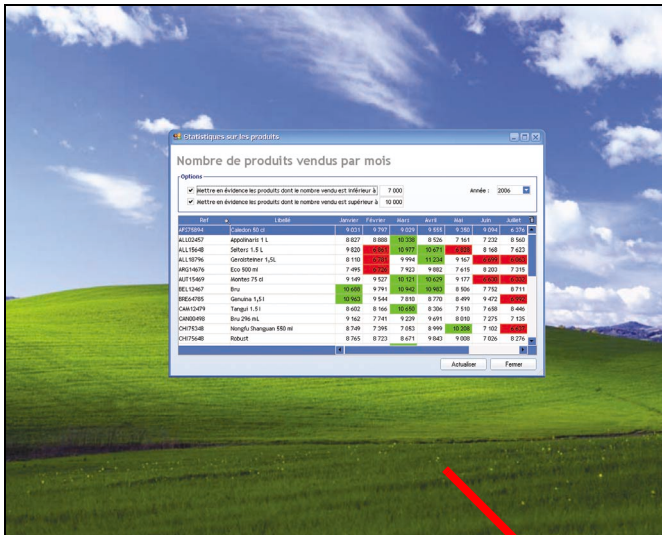 Statistiques sur les produits
Nombre de produits vendus par mois
Options
Mettre en évidence les produits dont le nombre vendu est inférieur à 7 000 Année : 2006
Mettre en évidence les produits dont le nombre vendu est supérieur à 10 000
Ref Libellé Janvier Février Mars Avril Mai Juin Juillet
AFS75894 Caledon 50 cl 9 031 9 797 9 029 9 555 9 350 9 094 6 376
ALL02457 Appolinaris 1 L 8 827 8 888 10 338 8 526 7 161 7 232 8 560
ALL15648 Selters 1.5 L 9 820 10 977 10 671 8 168 7 623
ALL18796 Gerolsteiner 1,5L 8 110 9 994 11 234 9 167
ARG14676 Eco 500 ml 7 495 7 923 9 882 7 615 8 203 7 315
AUT15469 Montes 75 cl 9 149 9 527 10 121 10 629 9 177
BEL12467 Bru 10 688 9 791 10 942 10 983 8 506 7 752 8 711
BRE64785 Genuina 1,5l 10 963 9 544 7 810 8 770 8 499 9 472
CAM12479 Tangui 1.5 l 8 602 8 166 10 650 8 306 7 510 7 658 8 446
CAN00498 Bru 296 mL 9 162 7 741 9 239 9 691 8 010 7 275 7 125
CHI75348 Nongfu Shanguan 550 ml 8 749 7 395 7 053 8 999 10 208 7 102
CHI75648 Robust 8 765 8 723 8 671 9 843 9 808 7 026 8 276
Actualiser Fermer